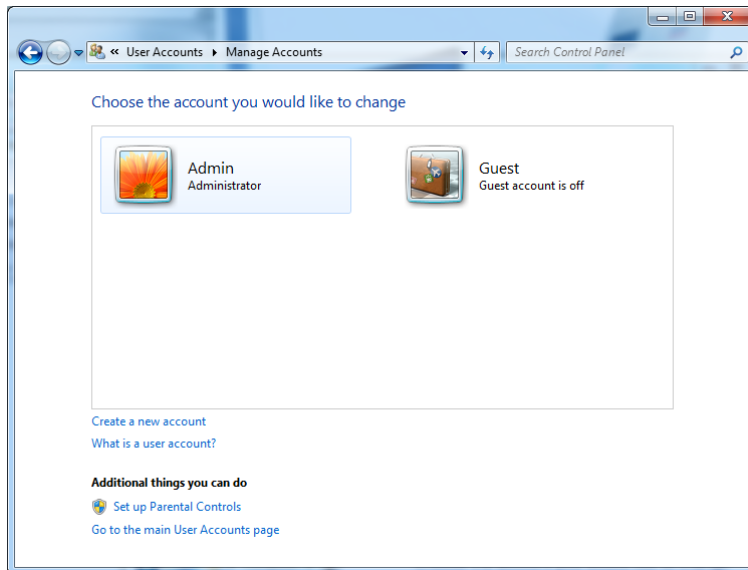 « User Accounts ▸ Manage Accounts
Search Control Panel
Choose the account you would like to change
Admin
Administrator
Guest
Guest account is off
Create a new account
What is a user account?
Additional things you can do
Set up Parental Controls
Go to the main User Accounts page